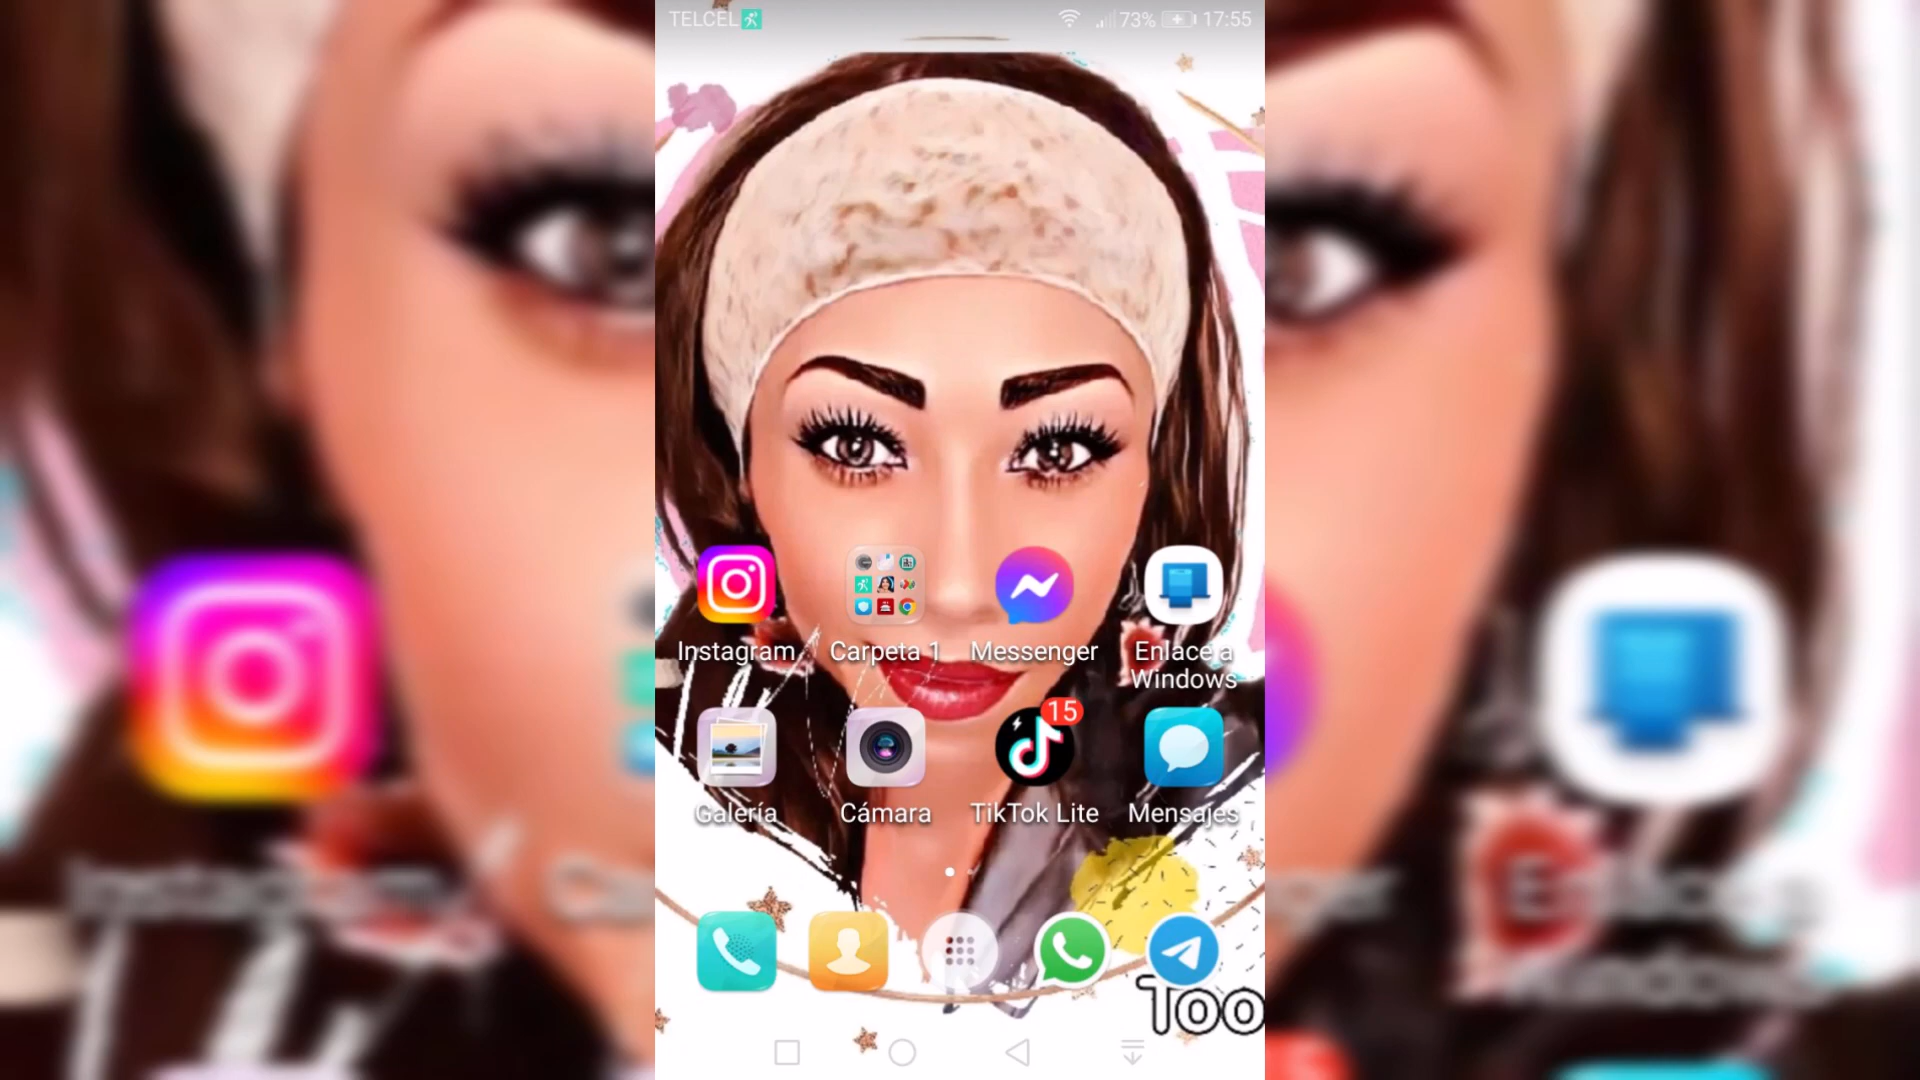 TELCEL 73% 17:55
Instagram Carpeta 1 Messenger Enlace a
Windows
15
Galería Cámara TikTok Lite Mensajes
Too